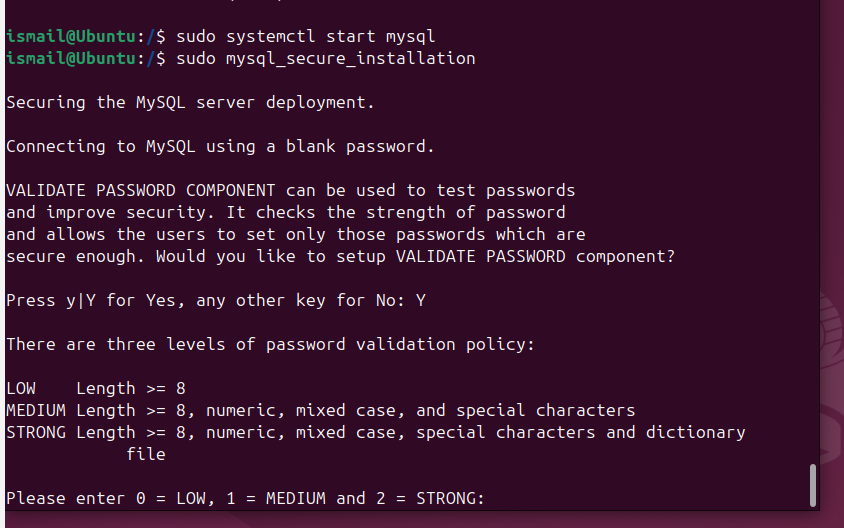 ismail@Ubuntu:/$ sudo systemctl start mysql
ismail@Ubuntu:/$ sudo mysql_secure_installation
Securing the MySQL server deployment.
Connecting to MySQL using a blank password.
VALIDATE PASSWORD COMPONENT can be used to test passwords
and improve security. It checks the strength of password
and allows the users to set only those passwords which are
secure enough. Would you like to setup VALIDATE PASSWORD component?
Press y|Y for Yes, any other key for No: Y
There are three levels of password validation policy:
LOW    Length >= 8
MEDIUM Length >= 8, numeric, mixed case, and special characters
STRONG Length >= 8, numeric, mixed case, special characters and dictionary
file
Please enter 0 = LOW, 1 = MEDIUM and 2 = STRONG: